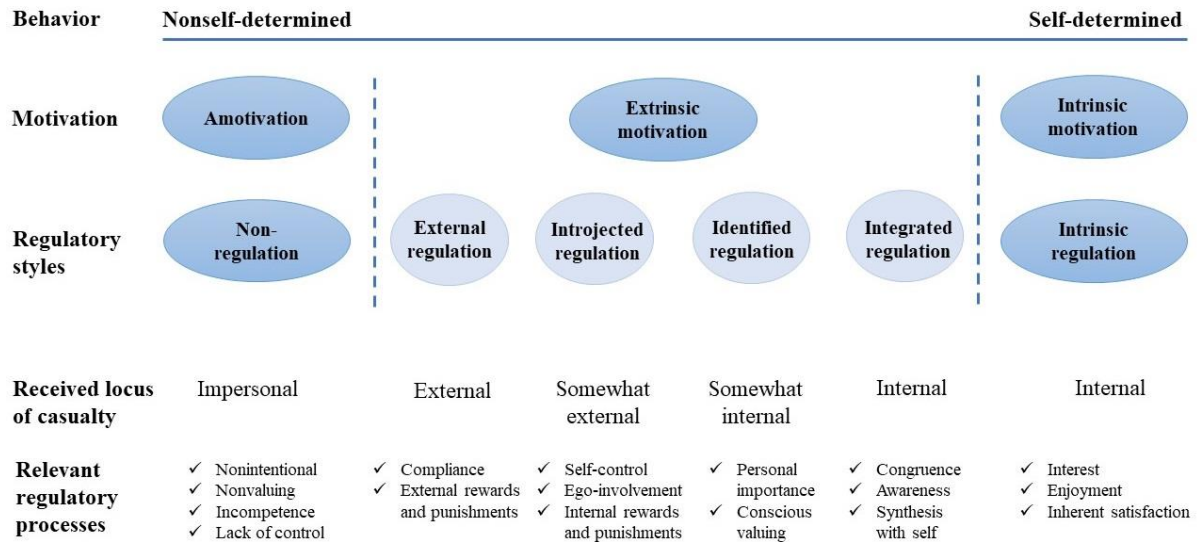 Behavior Nonself-determined Self-determined
Motivation Amotivation Extrinsic motivation Intrinsic motivation
Regulatory styles Non-regulation External regulation Introjected regulation Identified regulation Integrated regulation Intrinsic regulation
Received locus of casualty Impersonal External Somewhat external Somewhat internal Internal Internal
Relevant regulatory processes
✓ Nonintentional
✓ Nonvaluing
✓ Incompetence
✓ Lack of control
✓ Compliance
✓ External rewards
and punishments
✓ Self-control
✓ Ego-involvement
✓ Internal rewards
and punishments
✓ Personal
importance
✓ Conscious
valuing
✓ Congruence
✓ Awareness
✓ Synthesis
with self
✓ Interest
✓ Enjoyment
✓ Inherent satisfaction